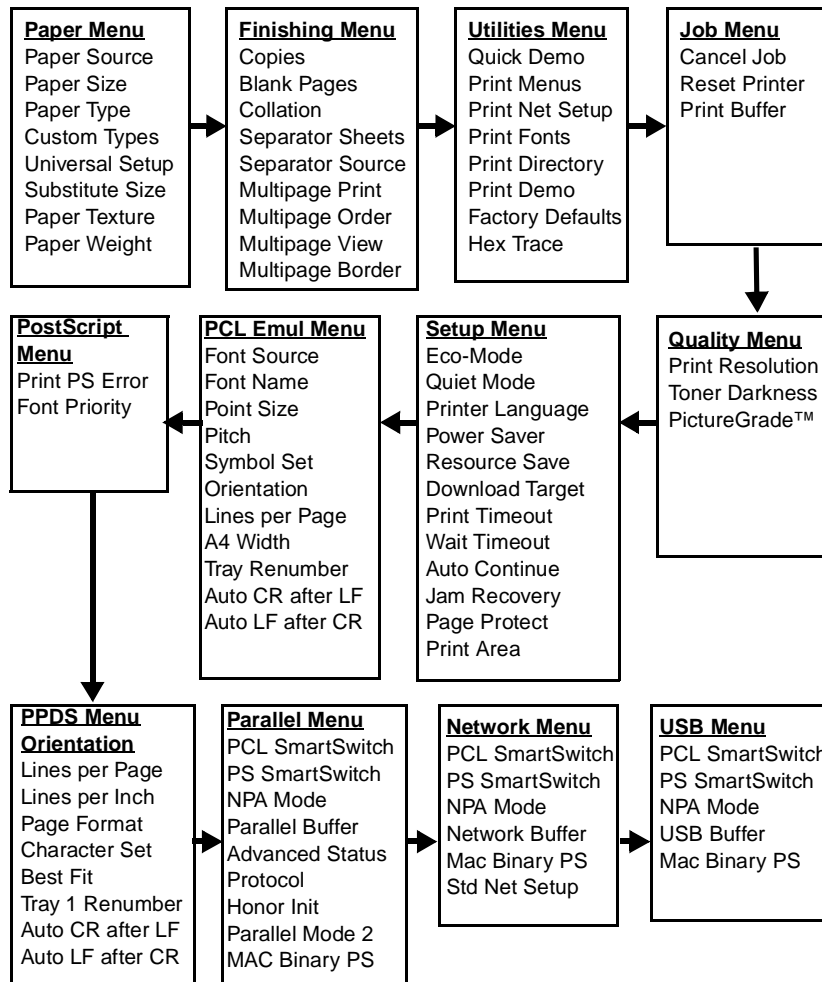 Paper Menu
Paper Source
Paper Size
Paper Type
Custom Types
Universal Setup
Substitute Size
Paper Texture
Paper Weight
Finishing Menu
Copies
Blank Pages
Collation
Separator Sheets
Separator Source
Multipage Print
Multipage Order
Multipage View
Multipage Border
Utilities Menu
Quick Demo
Print Menus
Print Net Setup
Print Fonts
Print Directory
Print Demo
Factory Defaults
Hex Trace
Job Menu
Cancel Job
Reset Printer
Print Buffer
Quality Menu
Print Resolution
Toner Darkness
PictureGrade™
Setup Menu
Eco-Mode
Quiet Mode
Printer Language
Power Saver
Resource Save
Download Target
Print Timeout
Wait Timeout
Auto Continue
Jam Recovery
Page Protect
Print Area
PCL Emul Menu
Font Source
Font Name
Point Size
Pitch
Symbol Set
Orientation
Lines per Page
A4 Width
Tray Renumber
Auto CR after LF
Auto LF after CR
PostScript
Menu
Print PS Error
Font Priority
PPDS Menu
Orientation
Lines per Page
Lines per Inch
Page Format
Character Set
Best Fit
Tray 1 Renumber
Auto CR after LF
Auto LF after CR
Parallel Menu
PCL SmartSwitch
PS SmartSwitch
NPA Mode
Parallel Buffer
Advanced Status
Protocol
Honor Init
Parallel Mode 2
MAC Binary PS
Network Menu
PCL SmartSwitch
PS SmartSwitch
NPA Mode
Network Buffer
Mac Binary PS
Std Net Setup
USB Menu
PCL SmartSwitch
PS SmartSwitch
NPA Mode
USB Buffer
Mac Binary PS